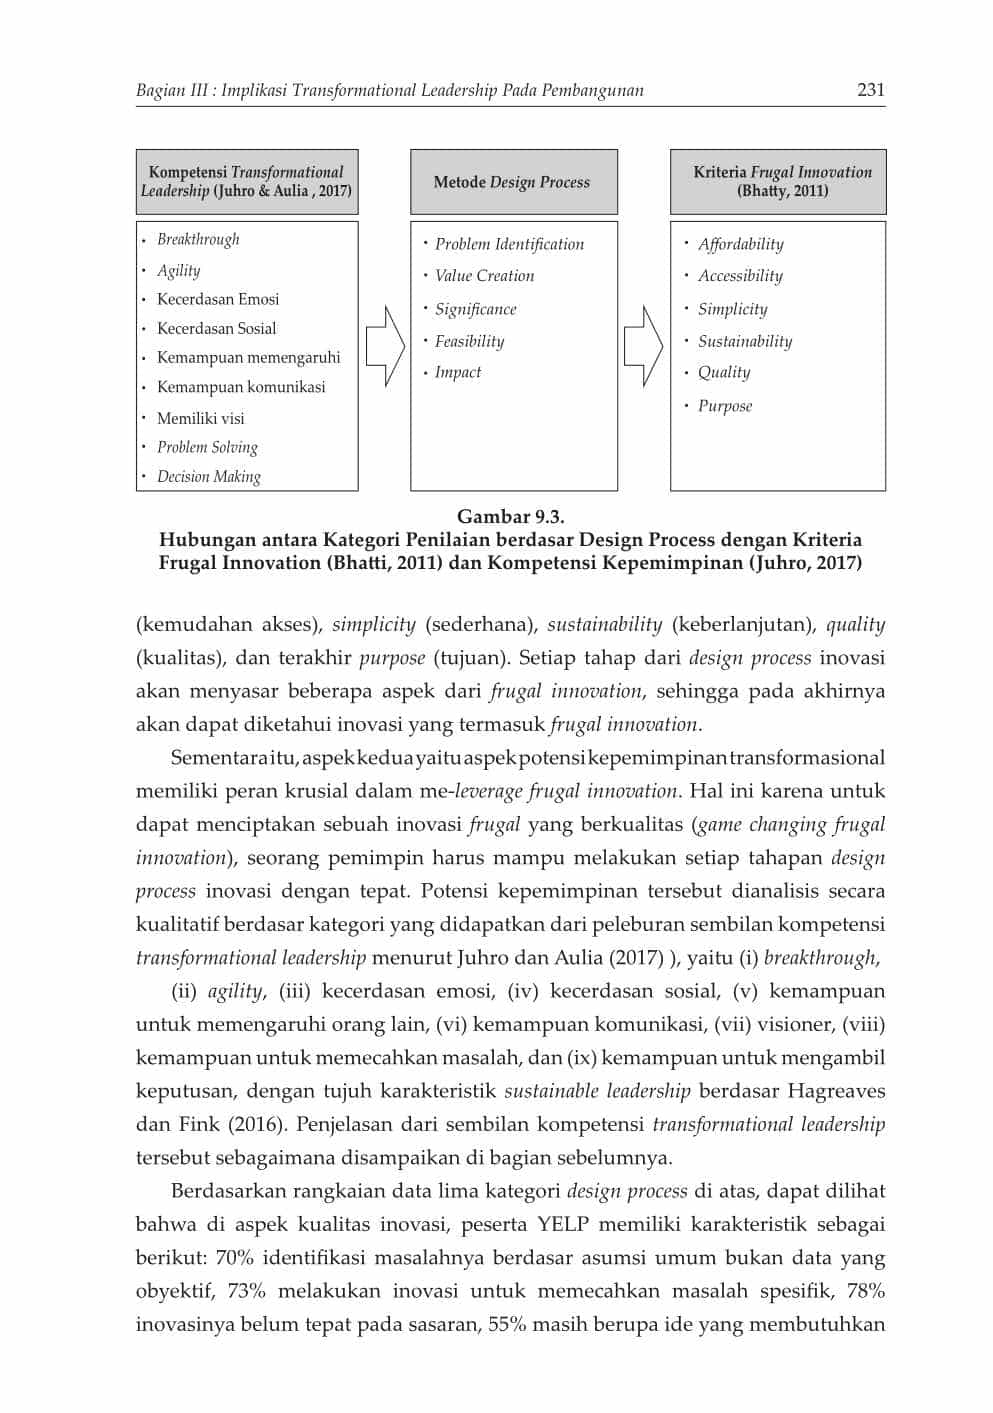 Bagian III : Implikasi Transformational Leadership Pada Pembangunan 231
Kompetensi Transformational
Leadership (Juhro & Aulia , 2017)
• Breakthrough
• Agility
• Kecerdasan Emosi
• Kecerdasan Sosial
• Kemampuan memengaruhi
• Kemampuan komunikasi
• Memiliki visi
• Problem Solving
• Decision Making
Metode Design Process
• Problem Identification
• Value Creation
• Significance
• Feasibility
• Impact
Kriteria Frugal Innovation
(Bhatty, 2011)
• Affordability
• Accessibility
• Simplicity
• Sustainability
• Quality
• Purpose
Gambar 9.3.
Hubungan antara Kategori Penilaian berdasar Design Process dengan Kriteria
Frugal Innovation (Bhatti, 2011) dan Kompetensi Kepemimpinan (Juhro, 2017)
(kemudahan akses), simplicity (sederhana), sustainability (keberlanjutan), quality
(kualitas), dan terakhir purpose (tujuan). Setiap tahap dari design process inovasi
akan menyasar beberapa aspek dari frugal innovation, sehingga pada akhirnya
akan dapat diketahui inovasi yang termasuk frugal innovation.
Sementara itu, aspek kedua yaitu aspek potensi kepemimpinan transformasional
memiliki peran krusial dalam me-leverage frugal innovation. Hal ini karena untuk
dapat menciptakan sebuah inovasi frugal yang berkualitas (game changing frugal
innovation), seorang pemimpin harus mampu melakukan setiap tahapan design
process inovasi dengan tepat. Potensi kepemimpinan tersebut dianalisis secara
kualitatif berdasar kategori yang didapatkan dari peleburan sembilan kompetensi
transformational leadership menurut Juhro dan Aulia (2017) ), yaitu (i) breakthrough,
(ii) agility, (iii) kecerdasan emosi, (iv) kecerdasan sosial, (v) kemampuan
untuk memengaruhi orang lain, (vi) kemampuan komunikasi, (vii) visioner, (viii)
kemampuan untuk memecahkan masalah, dan (ix) kemampuan untuk mengambil
keputusan, dengan tujuh karakteristik sustainable leadership berdasar Hagreaves
dan Fink (2016). Penjelasan dari sembilan kompetensi transformational leadership
tersebut sebagaimana disampaikan di bagian sebelumnya.
Berdasarkan rangkaian data lima kategori design process di atas, dapat dilihat
bahwa di aspek kualitas inovasi, peserta YELP memiliki karakteristik sebagai
berikut: 70% identifikasi masalahnya berdasar asumsi umum bukan data yang
obyektif, 73% melakukan inovasi untuk memecahkan masalah spesifik, 78%
inovasinya belum tepat pada sasaran, 55% masih berupa ide yang membutuhkan